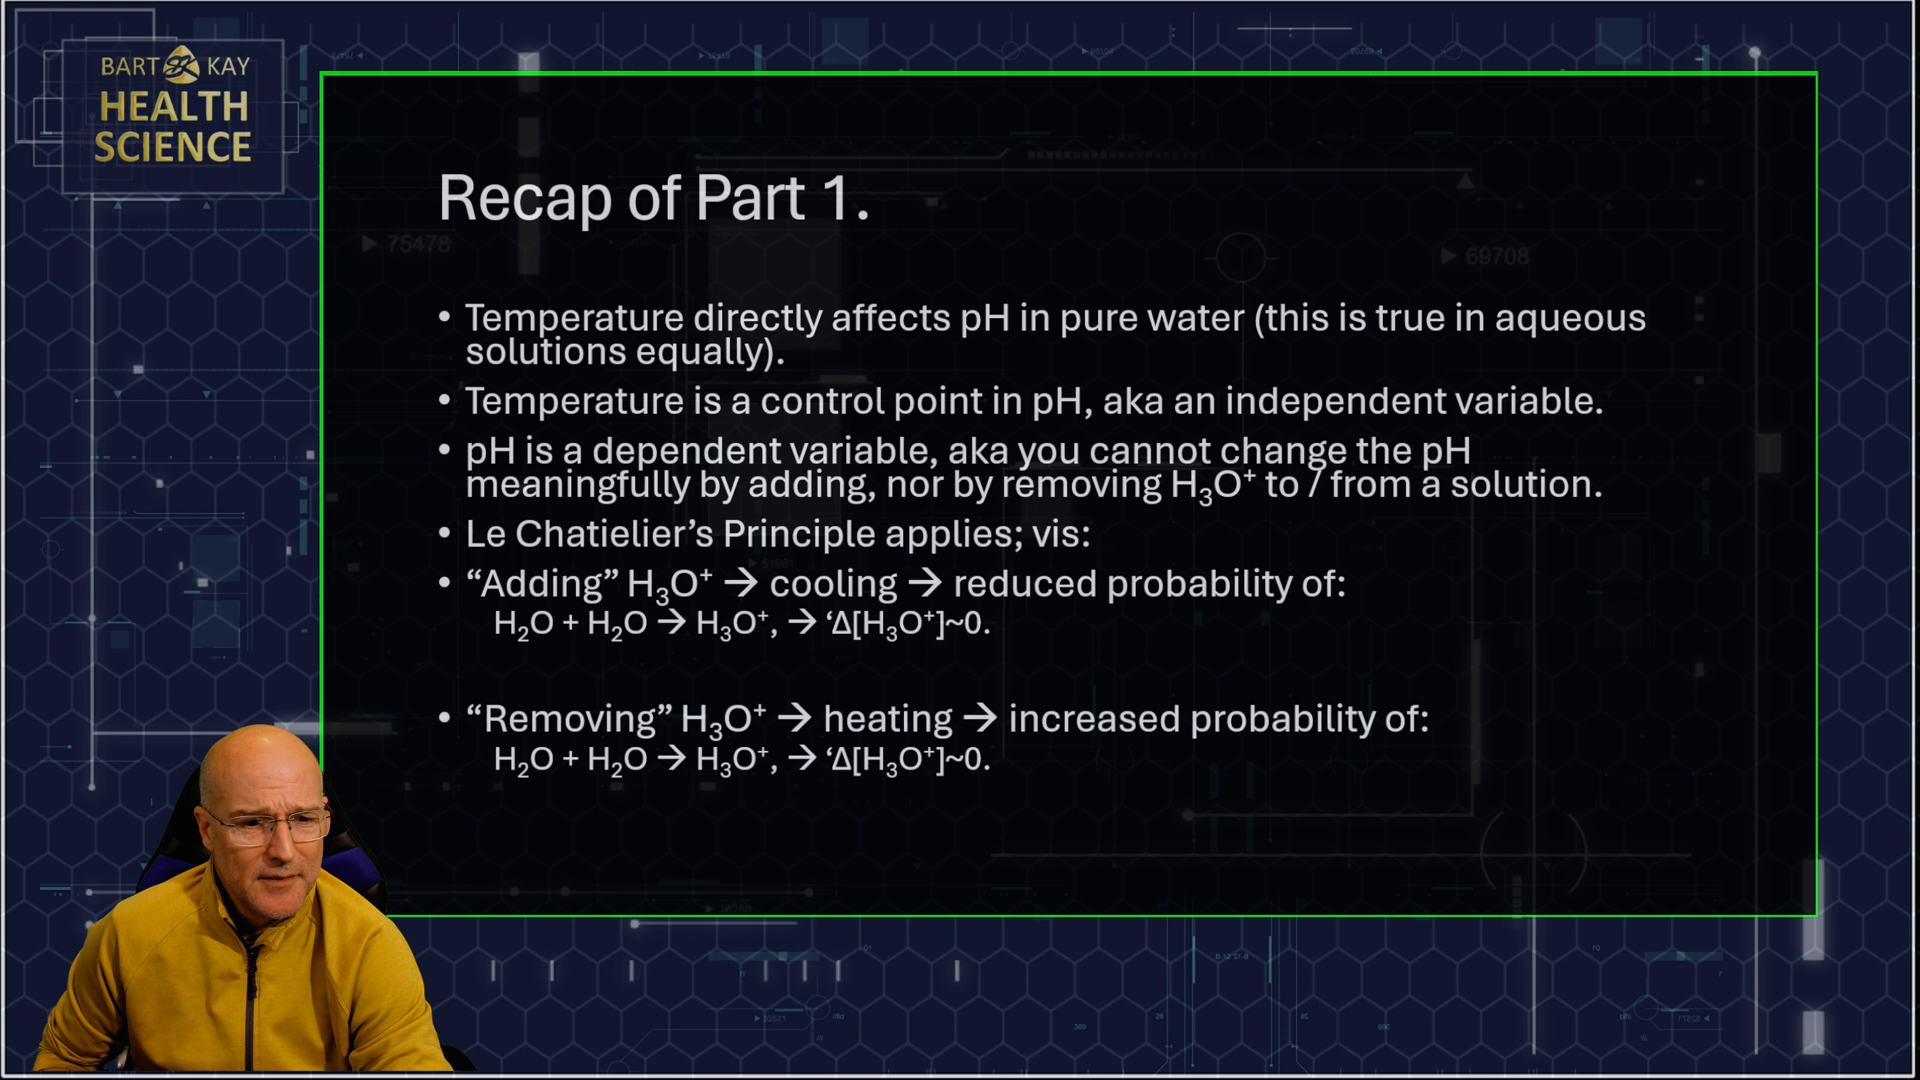 BART KAY
HEALTH
SCIENCE
Recap of Part 1.
75478
69708
• Temperature directly affects pH in pure water (this is true in aqueous
solutions equally).
• Temperature is a control point in pH, aka an independent variable.
• pH is a dependent variable, aka you cannot change the pH
meaningfully by adding, nor by removing H₃O⁺ to / from a solution.
• Le Chatielier’s Principle applies; vis:
• “Adding” H₃O⁺ → cooling → reduced probability of:
H₂O + H₂O → H₃O⁺, → ‘Δ[H₃O⁺]~0.
• “Removing” H₃O⁺ → heating → increased probability of:
H₂O + H₂O → H₃O⁺, → ‘Δ[H₃O⁺]~0.